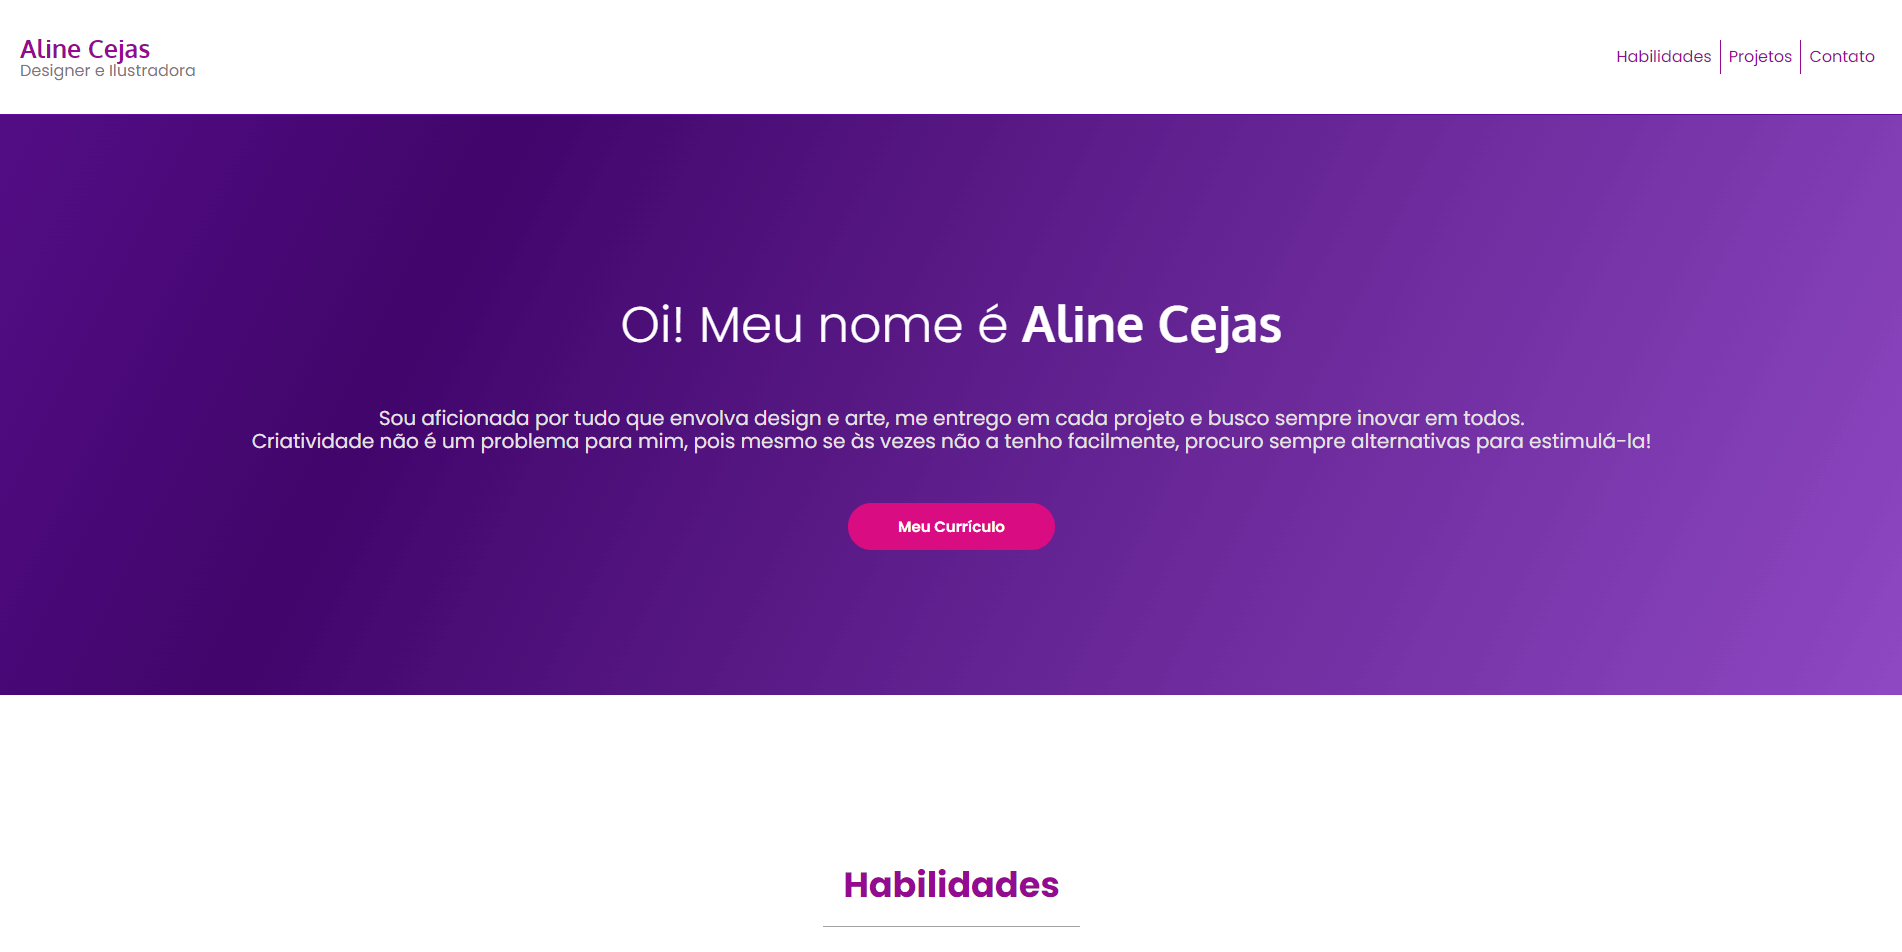 Aline Cejas
Designer e Ilustradora
Habilidades
Projetos
Contato
Oi! Meu nome é Aline Cejas
Sou aficionada por tudo que envolva design e arte, me entrego em cada projeto e busco sempre inovar em todos.
Criatividade não é um problema para mim, pois mesmo se às vezes não a tenho facilmente, procuro sempre alternativas para estimulá-la!
Meu Currículo
Habilidades